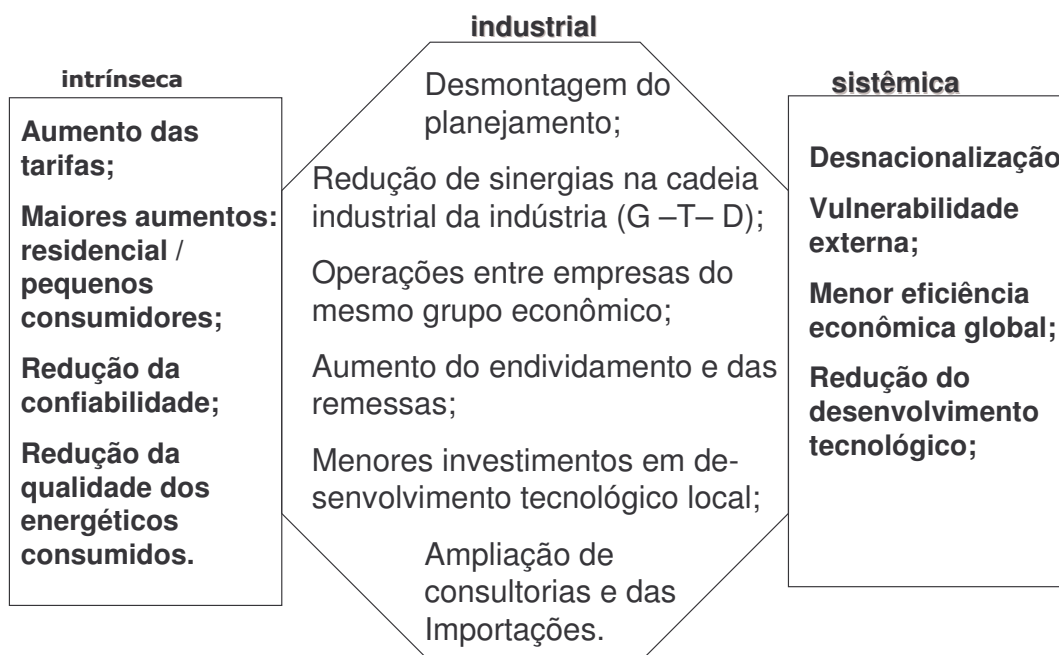 industrial
intrínseca
Aumento das
tarifas;
Maiores aumentos:
residencial /
pequenos
consumidores;
Redução da
confiabilidade;
Redução da
qualidade dos
energéticos
consumidos.
Desmontagem do
planejamento;
Redução de sinergias na cadeia
industrial da indústria (G –T– D);
Operações entre empresas do
mesmo grupo econômico;
Aumento do endividamento e das
remessas;
Menores investimentos em de-
senvolvimento tecnológico local;
Ampliação de
consultorias e das
Importações.
sistêmica
Desnacionalização
Vulnerabilidade
externa;
Menor eficiência
econômica global;
Redução do
desenvolvimento
tecnológico;